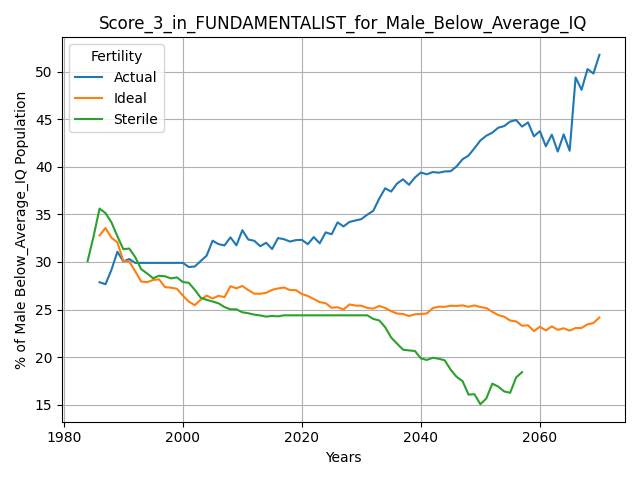 Score_3_in_FUNDAMENTALIST_for_Male_Below_Average_IQ
% of Male Below_Average_IQ Population
Fertility
Actual
Ideal
Sterile
50
45
40
35
30
25
20
15
1980
2000
2020
2040
2060
Years